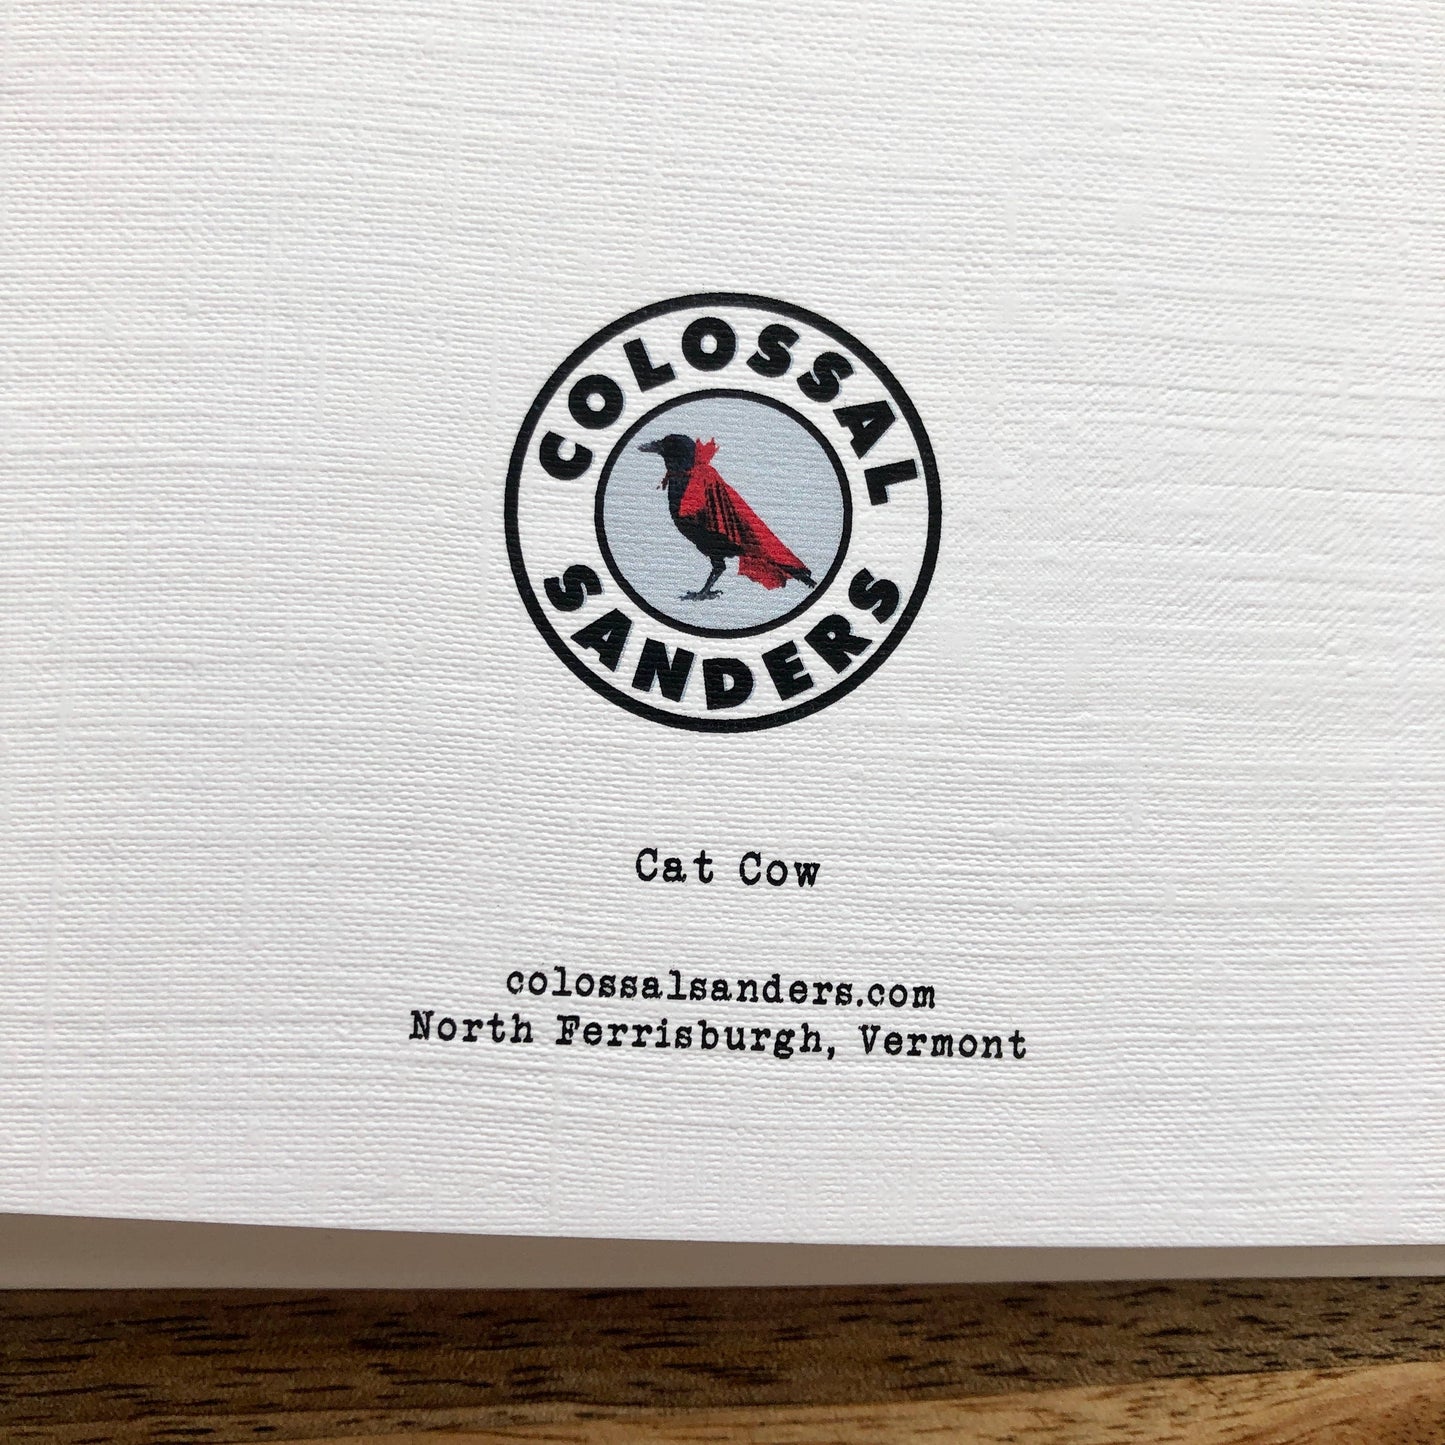 COLOSSAL
SANDERS
Cat Cow
colossalsanders.com
North Ferrisburgh, Vermont